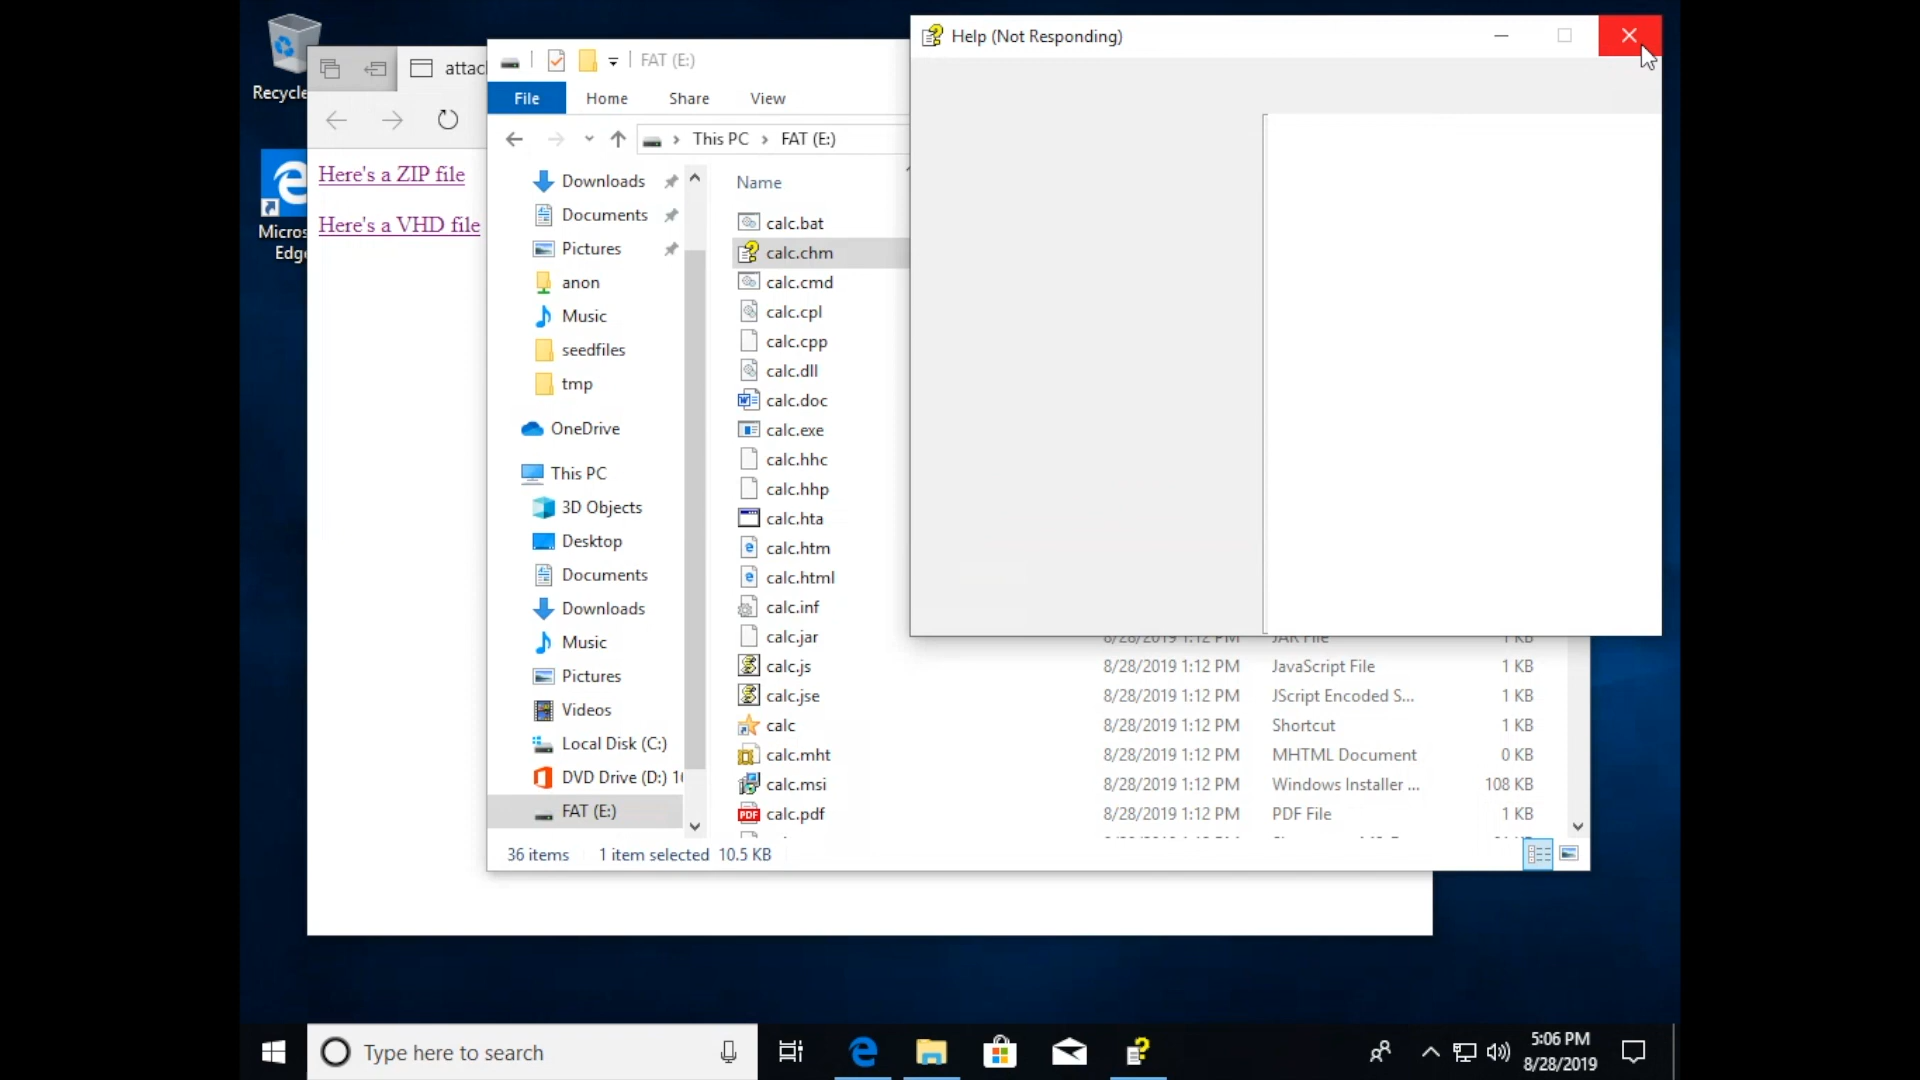 Recycle
Micros
Edge
attac
Here's a ZIP file
Here's a VHD file
FAT (E:)
File Home Share View
This PC > FAT (E:)
Downloads
Documents
Pictures
anon
Music
seedfiles
tmp
OneDrive
This PC
3D Objects
Desktop
Documents
Downloads
Music
Pictures
Videos
Local Disk (C:)
DVD Drive (D:) 1
FAT (E:)
Name
calc.bat
calc.chm
calc.cmd
calc.cpl
calc.cpp
calc.dll
calc.doc
calc.exe
calc.hhc
calc.hhp
calc.hta
calc.htm
calc.html
calc.inf
calc.jar 8/28/2019 1:12 PM JAR File 1 KB
calc.js 8/28/2019 1:12 PM JavaScript File 1 KB
calc.jse 8/28/2019 1:12 PM JScript Encoded S... 1 KB
calc 8/28/2019 1:12 PM Shortcut 1 KB
calc.mht 8/28/2019 1:12 PM MHTML Document 0 KB
calc.msi 8/28/2019 1:12 PM Windows Installer ... 108 KB
calc.pdf 8/28/2019 1:12 PM PDF File 1 KB
36 items 1 item selected 10.5 KB
Help (Not Responding)
Type here to search
5:06 PM
8/28/2019